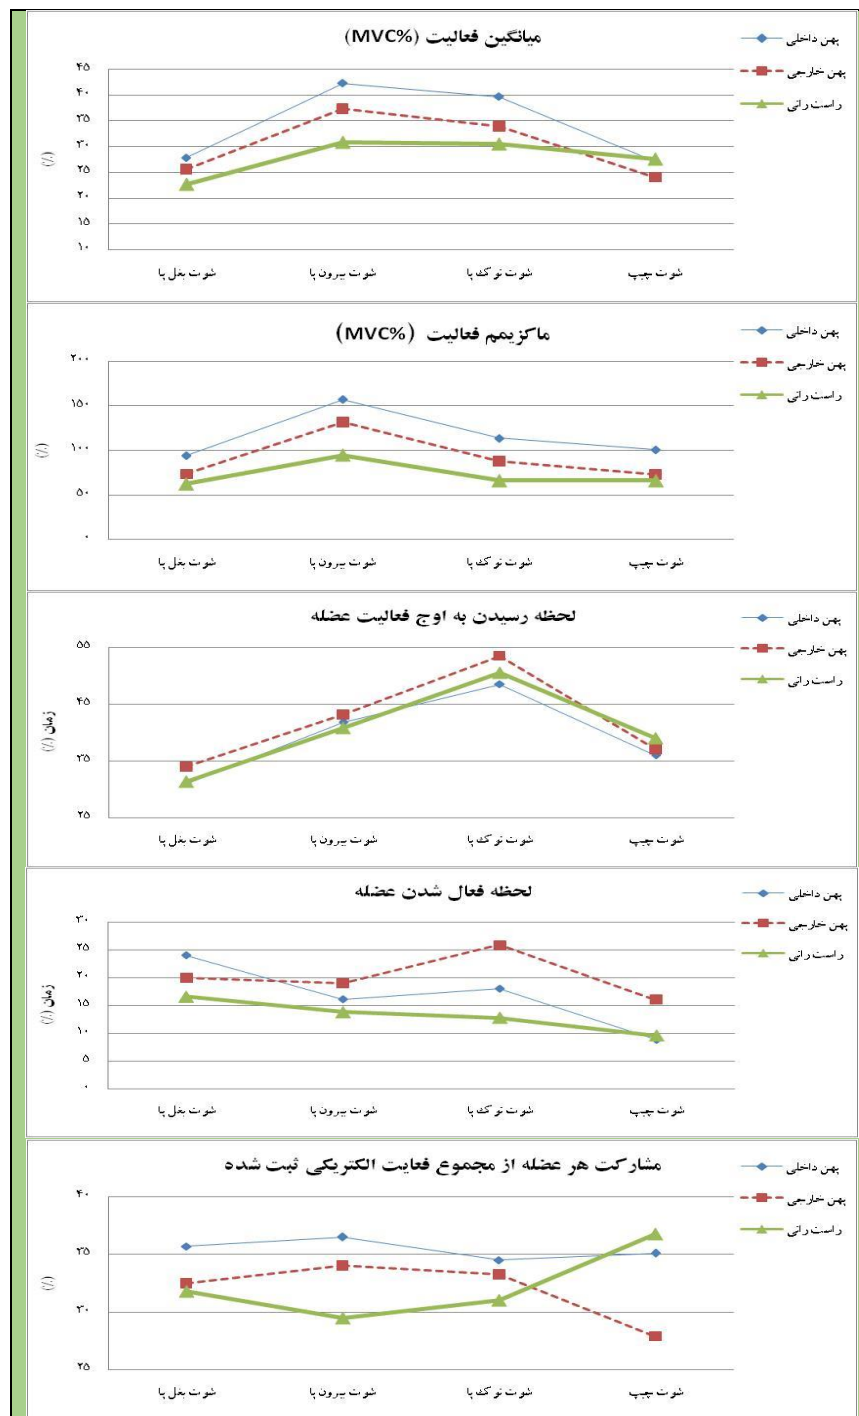 میانگین فعالیت (MVC%)
پهن داخلی
پهن خارجی
راست رانی
۴۵
۴۰
۳۵
۳۰
۲۵
۲۰
۱۵
۱۰
(٪)
شوت بغل پا
شوت بیرون پا
شوت نوک پا
شوت چیپ
ماکزیمم فعالیت (MVC%)
پهن داخلی
پهن خارجی
راست رانی
۲۰۰
۱۵۰
۱۰۰
۵۰
۰
(٪)
شوت بغل پا
شوت بیرون پا
شوت نوک پا
شوت چیپ
لحظه رسیدن به اوج فعالیت عضله
پهن داخلی
پهن خارجی
راست رانی
۵۵
۴۵
۳۵
۲۵
زمان (٪)
شوت بغل پا
شوت بیرون پا
شوت نوک پا
شوت چیپ
لحظه فعال شدن عضله
پهن داخلی
پهن خارجی
راست رانی
۳۰
۲۵
۲۰
۱۵
۱۰
۵
۰
زمان (٪)
شوت بغل پا
شوت بیرون پا
شوت نوک پا
شوت چیپ
مشارکت هر عضله از مجموع فعایت الکتریکی ثبت شده
پهن داخلی
پهن خارجی
راست رانی
۴۰
۳۵
۳۰
۲۵
(٪)
شوت بغل پا
شوت بیرون پا
شوت نوک پا
شوت چیپ